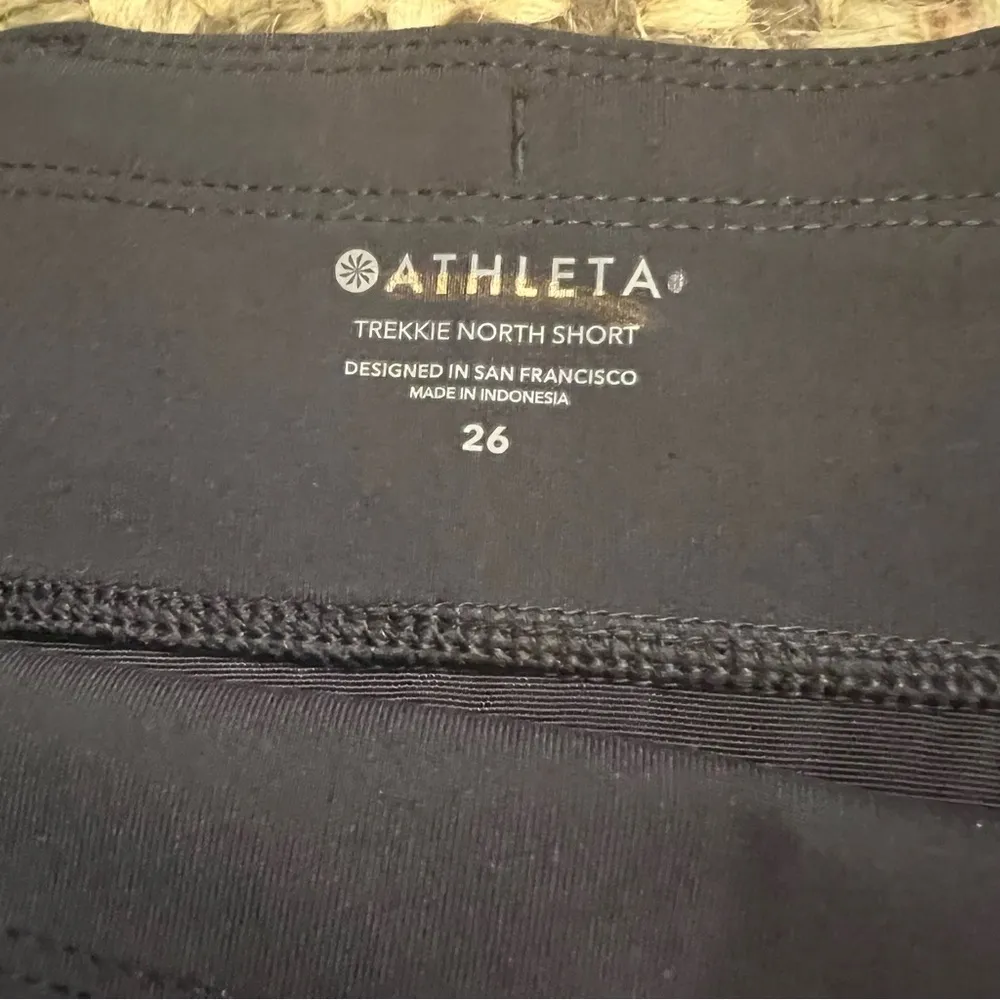 ATHLETA®
TREKKIE NORTH SHORT
DESIGNED IN SAN FRANCISCO
MADE IN INDONESIA
26